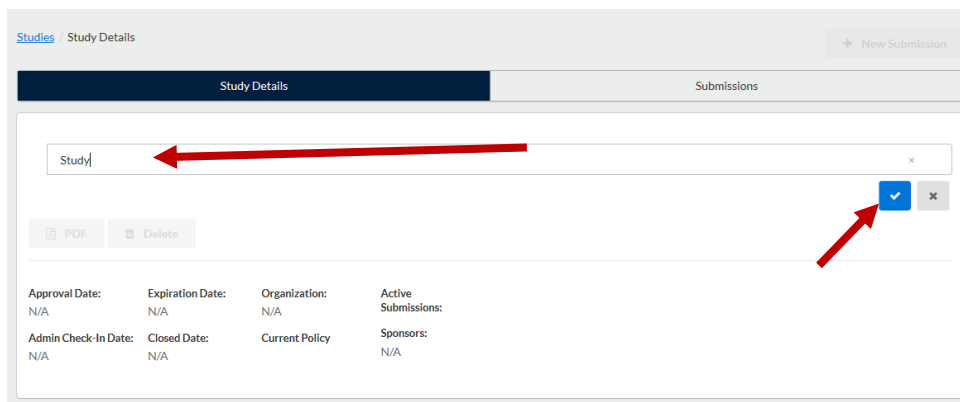 Studies / Study Details
+ New Submission
Study Details
Submissions
Study
×
PDF
Delete
Approval Date:
N/A
Expiration Date:
N/A
Organization:
N/A
Active
Submissions:
Admin Check-In Date:
N/A
Closed Date:
N/A
Current Policy
Sponsors:
N/A